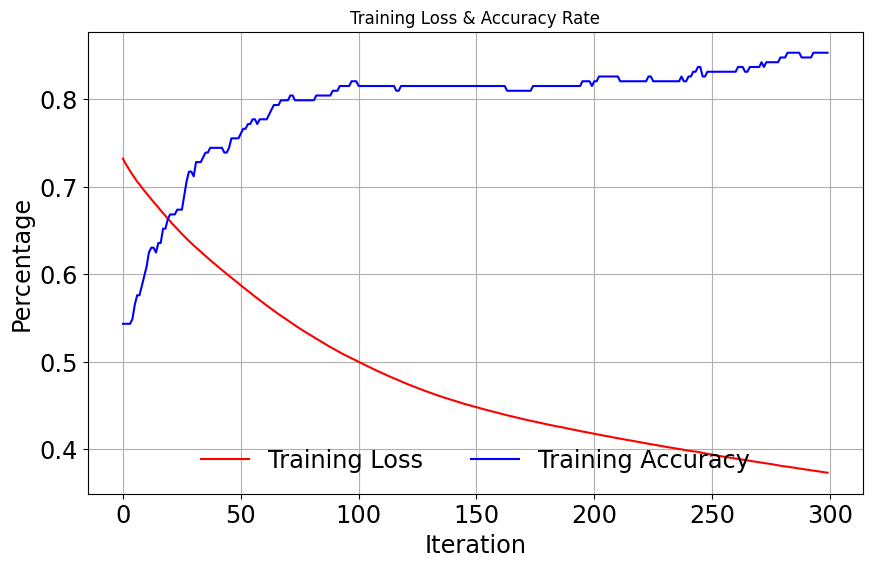 Training Loss & Accuracy Rate
Percentage
0.8
0.7
0.6
0.5
0.4
Training Loss
Training Accuracy
0 50 100 150 200 250 300
Iteration